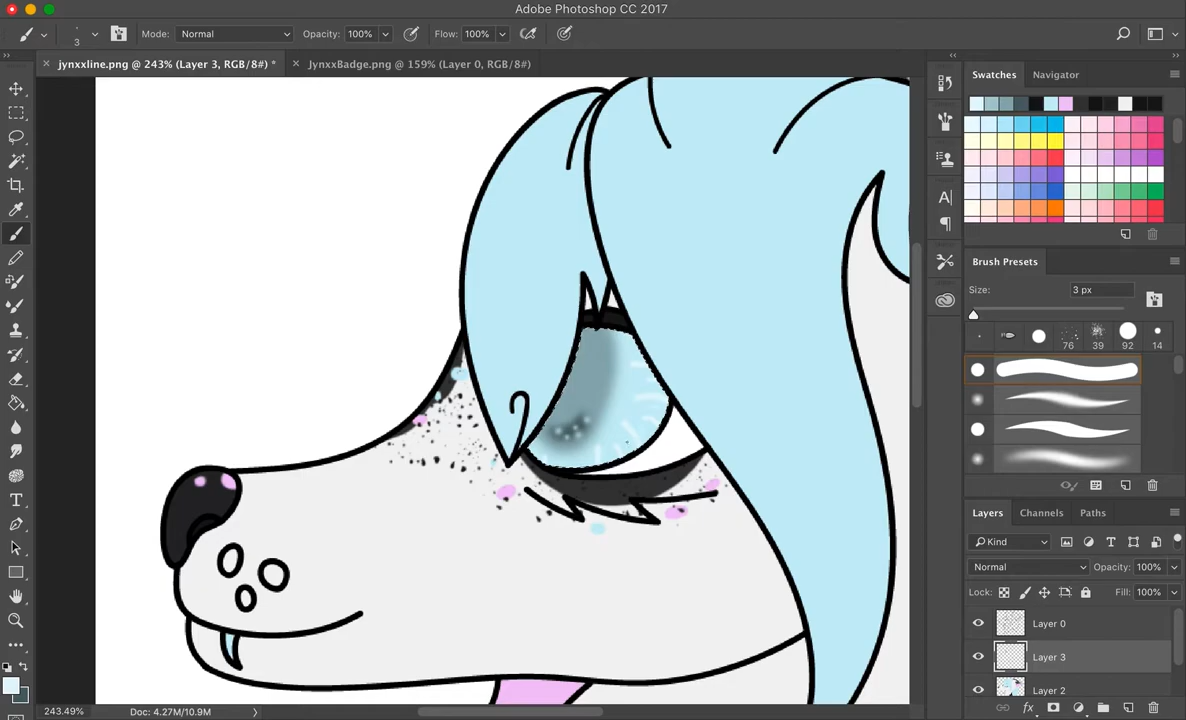 Adobe Photoshop CC 2017
3 Mode: Normal Opacity: 100% Flow: 100%
jynxxline.png @ 243% (Layer 3, RGB/8#) * jynxxBadge.png @ 159% (Layer 0, RGB/8#)
Swatches Navigator
Brush Presets
Size: 3 px
76 39 92 14
Layers Channels Paths
Kind
Normal Opacity: 100%
Lock: Fill: 100%
Layer 0
Layer 3
Layer 2
243.49% Doc: 4.27M/10.9M